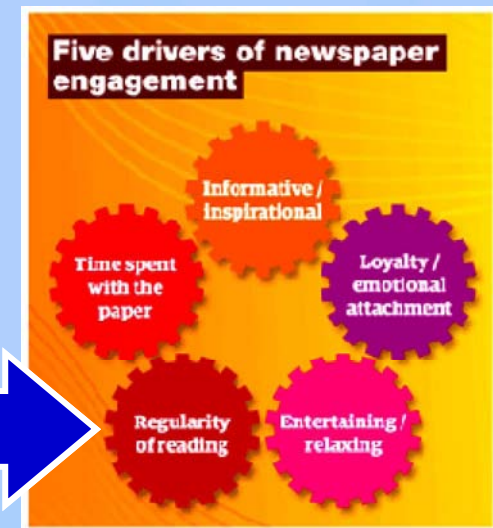 Five drivers of newspaper
engagement
Informative /
inspirational
Time spent
with the
paper
Loyalty /
emotional
attachment
Regularity
of reading
Entertaining /
relaxing